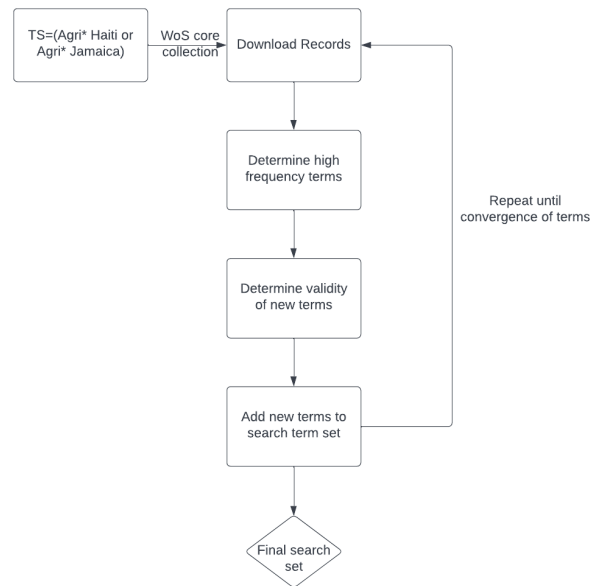 TS=(Agri* Haiti or
Agri* Jamaica)
WoS core
collection
Download Records
Determine high
frequency terms
Repeat until
convergence of terms
Determine validity
of new terms
Add new terms to
search term set
Final search
set